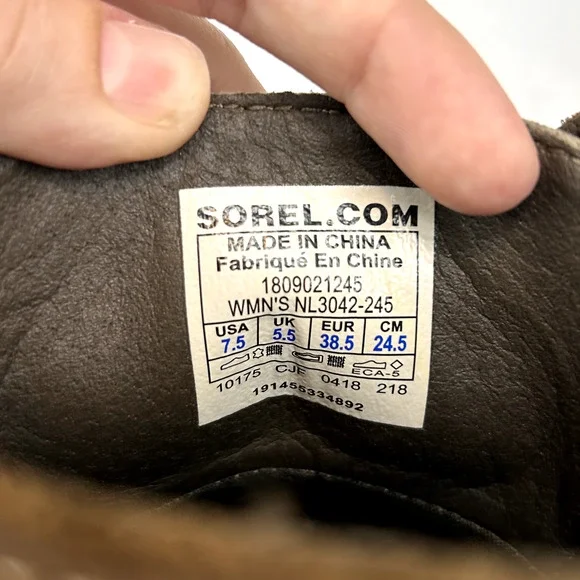 SOREL.COM
MADE IN CHINA
Fabriqué En Chine
1809021245
WMN'S NL3042-245
USA UK EUR CM
7.5 5.5 38.5 24.5
ECA-5
10175 CJE 0418 218
191455334892